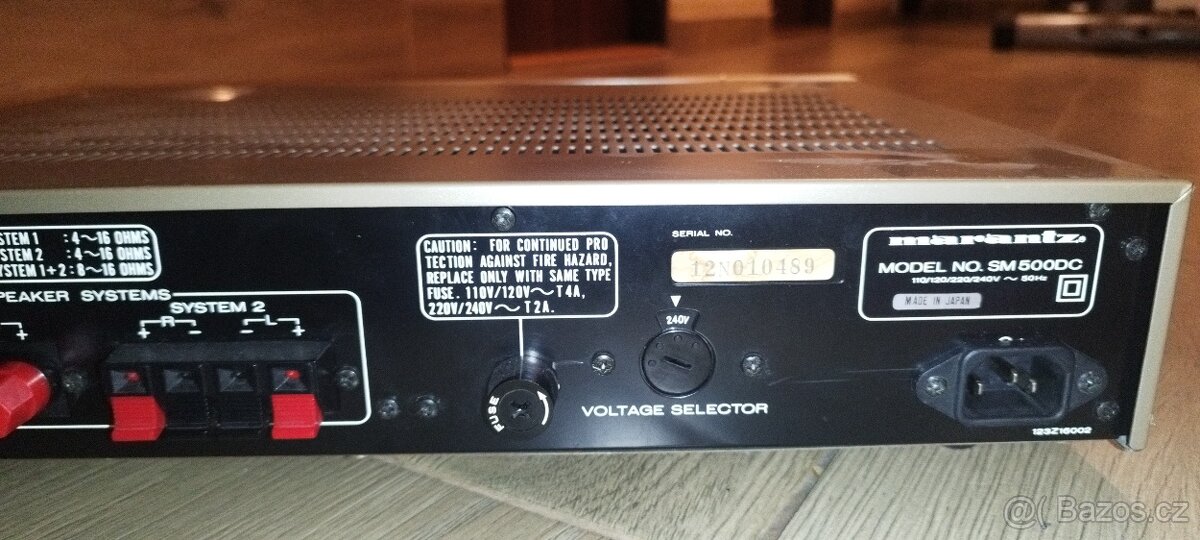 STEM 1 : 4～16 OHMS
STEM 2 : 4～16 OHMS
SYSTEM 1+2 : 8～16 OHMS
PEAKER SYSTEMS
SYSTEM 2
+ R - - L +
CAUTION: FOR CONTINUED PRO
TECTION AGAINST FIRE HAZARD,
REPLACE ONLY WITH SAME TYPE
FUSE. 110V/120V～T4A,
220V/240V～T2A.
FUSE
SERIAL NO.
12N010489
240V
VOLTAGE SELECTOR
marantz
MODEL NO. SM500DC
110/120/220/240V ～ 50Hz
MADE IN JAPAN
123Z16002
@( Bazos.cz